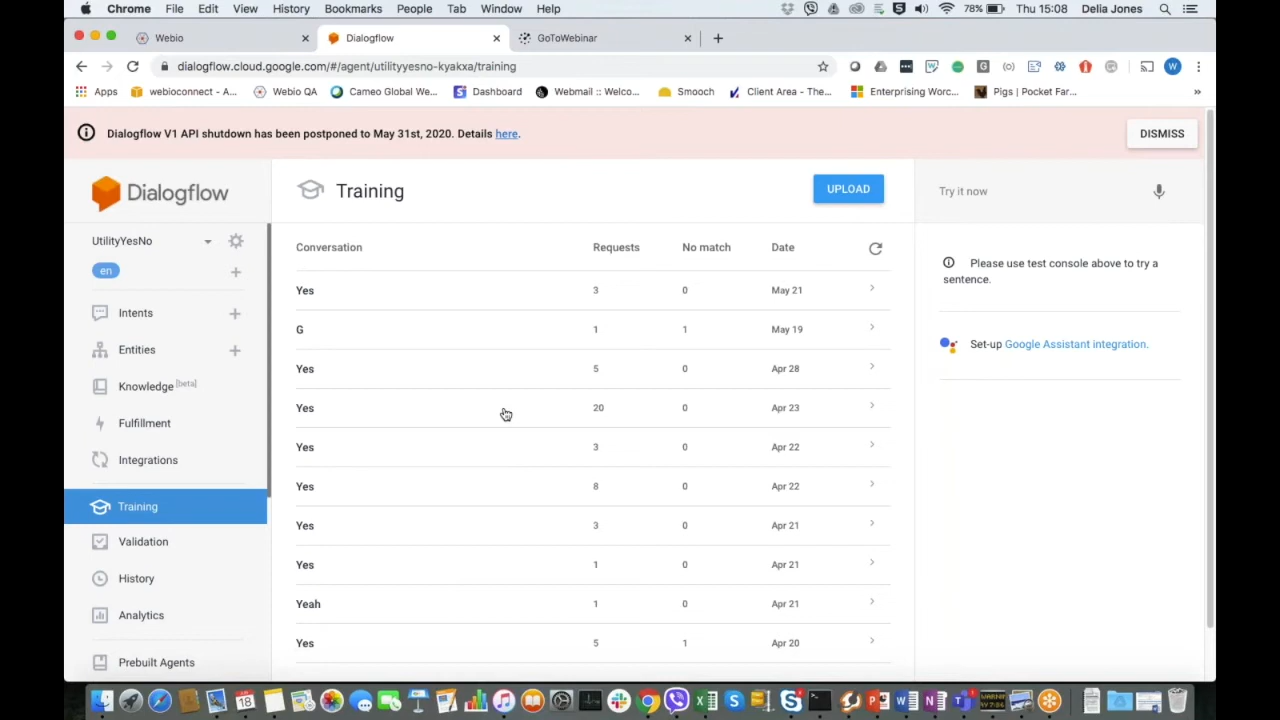 Chrome File Edit View History Bookmarks People Tab Window Help 78% Thu 15:08 Delia Jones
Webio Dialogflow GoToWebinar
dialogflow.cloud.google.com/#/agent/utilityyesno-kyakxa/training
Apps webioconnect - A... Webio QA Cameo Global We... Dashboard Webmail :: Welco... Smooch Client Area - The... Enterprising Worc... Pigs | Pocket Far... »
Dialogflow V1 API shutdown has been postponed to May 31st, 2020. Details here. DISMISS
Dialogflow Training UPLOAD Try it now
UtilityYesNo
en
Intents
Entities
Knowledge [beta]
Fulfillment
Integrations
Training
Validation
History
Analytics
Prebuilt Agents
Conversation Requests No match Date
Yes 3 0 May 21
G 1 1 May 19
Yes 5 0 Apr 28
Yes 20 0 Apr 23
Yes 3 0 Apr 22
Yes 8 0 Apr 22
Yes 3 0 Apr 21
Yes 1 0 Apr 21
Yeah 1 0 Apr 21
Yes 5 1 Apr 20
Please use test console above to try a
sentence.
Set-up Google Assistant integration.